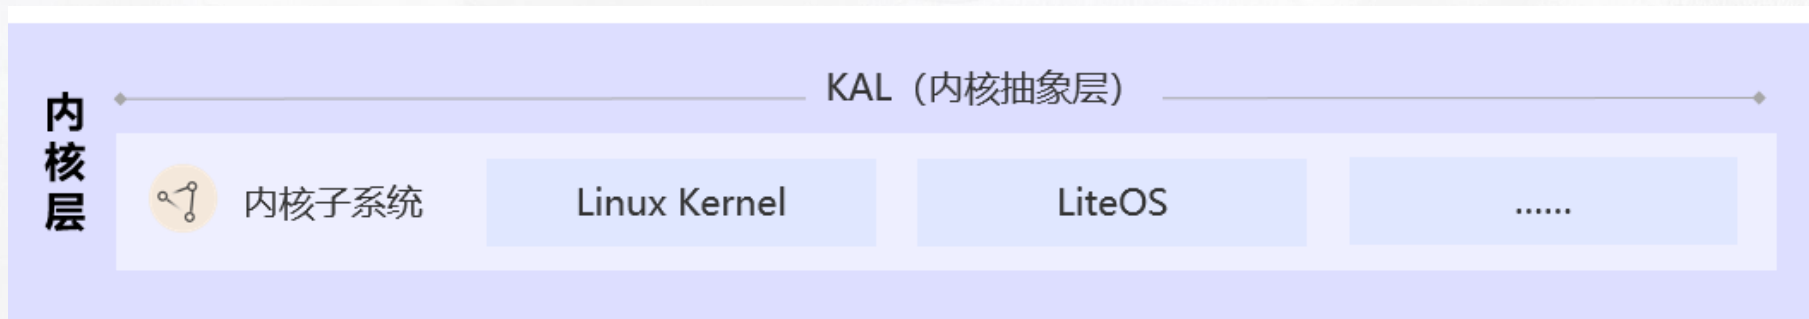 内核层
KAL（内核抽象层）
内核子系统
Linux Kernel
LiteOS
......